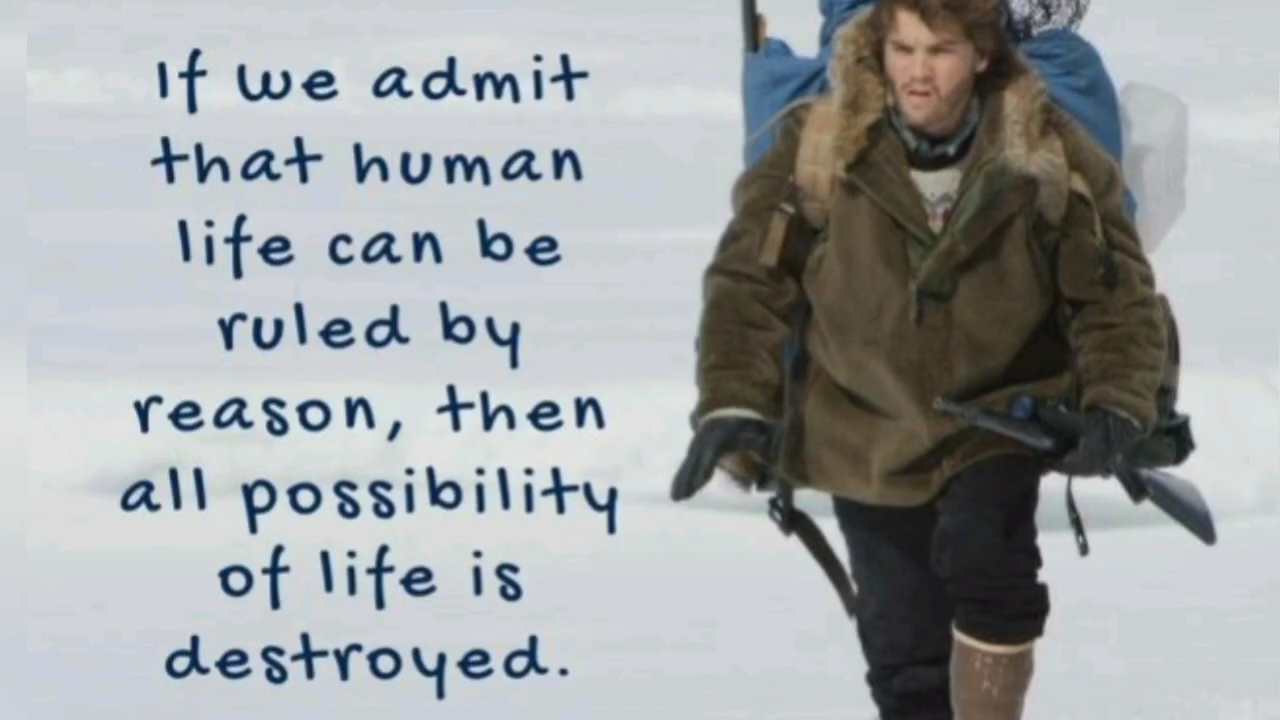 If we admit
that human
life can be
ruled by
reason, then
all possibility
of life is
destroyed.